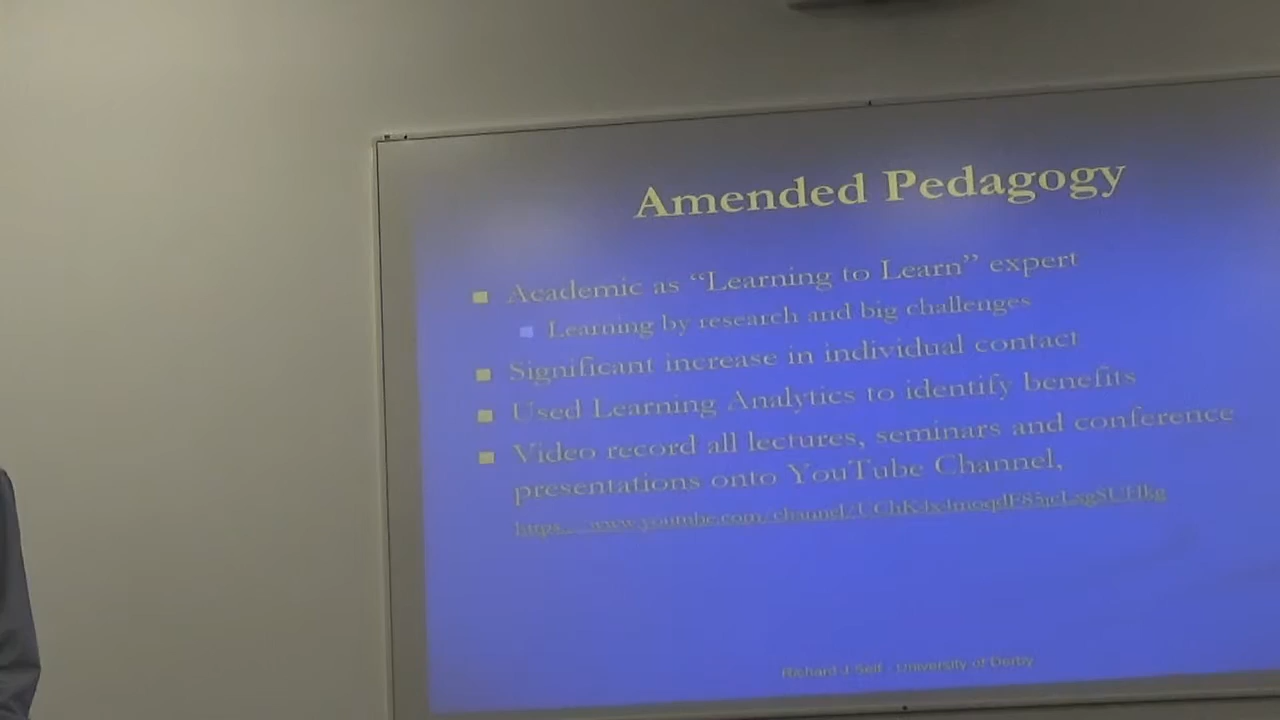 Amended Pedagogy
Academic as “Learning to Learn” expert
Learning by research and big challenges
Significant increase in individual contact
Used Learning Analytics to identify benefits
Video record all lectures, seminars and conference
presentations onto YouTube Channel,
Richard J Self - University of Derby